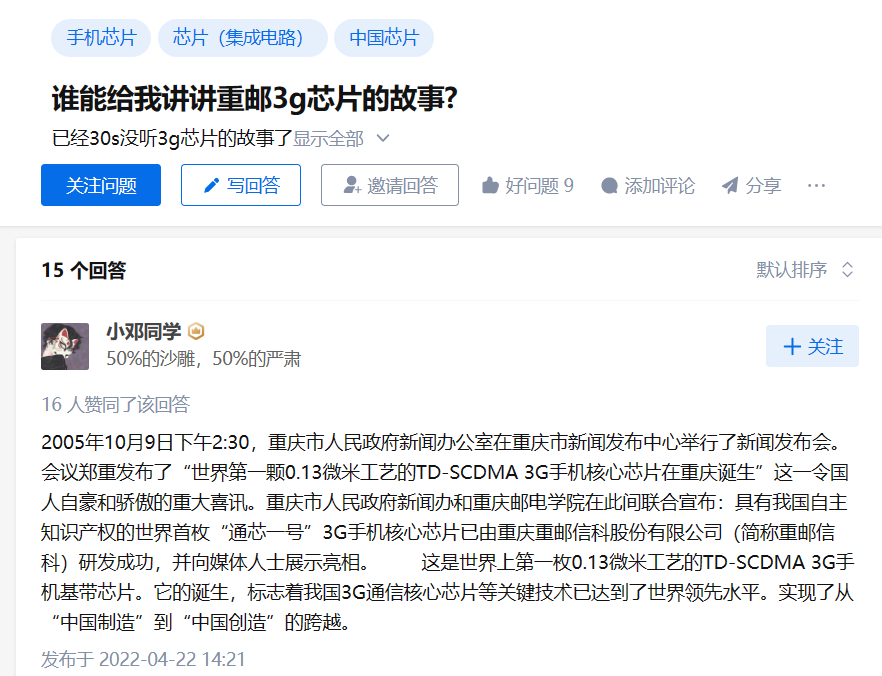 手机芯片 芯片（集成电路） 中国芯片
谁能给我讲讲重邮3g芯片的故事?
已经30s没听3g芯片的故事了显示全部
关注问题 写回答 邀请回答 好问题 9 添加评论 分享 ···
15 个回答 默认排序
小邓同学
50%的沙雕，50%的严肃
关注
16 人赞同了该回答
2005年10月9日下午2:30，重庆市人民政府新闻办公室在重庆市新闻发布中心举行了新闻发布会。
会议郑重发布了“世界第一颗0.13微米工艺的TD-SCDMA 3G手机核心芯片在重庆诞生”这一令国
人自豪和骄傲的重大喜讯。重庆市人民政府新闻办和重庆邮电学院在此间联合宣布：具有我国自主
知识产权的世界首枚“通芯一号”3G手机核心芯片已由重庆重邮信科股份有限公司（简称重邮信
科）研发成功，并向媒体人士展示亮相。 这是世界上第一枚0.13微米工艺的TD-SCDMA 3G手
机基带芯片。它的诞生，标志着我国3G通信核心芯片等关键技术已达到了世界领先水平。实现了从
“中国制造”到“中国创造”的跨越。
发布于 2022-04-22 14:21